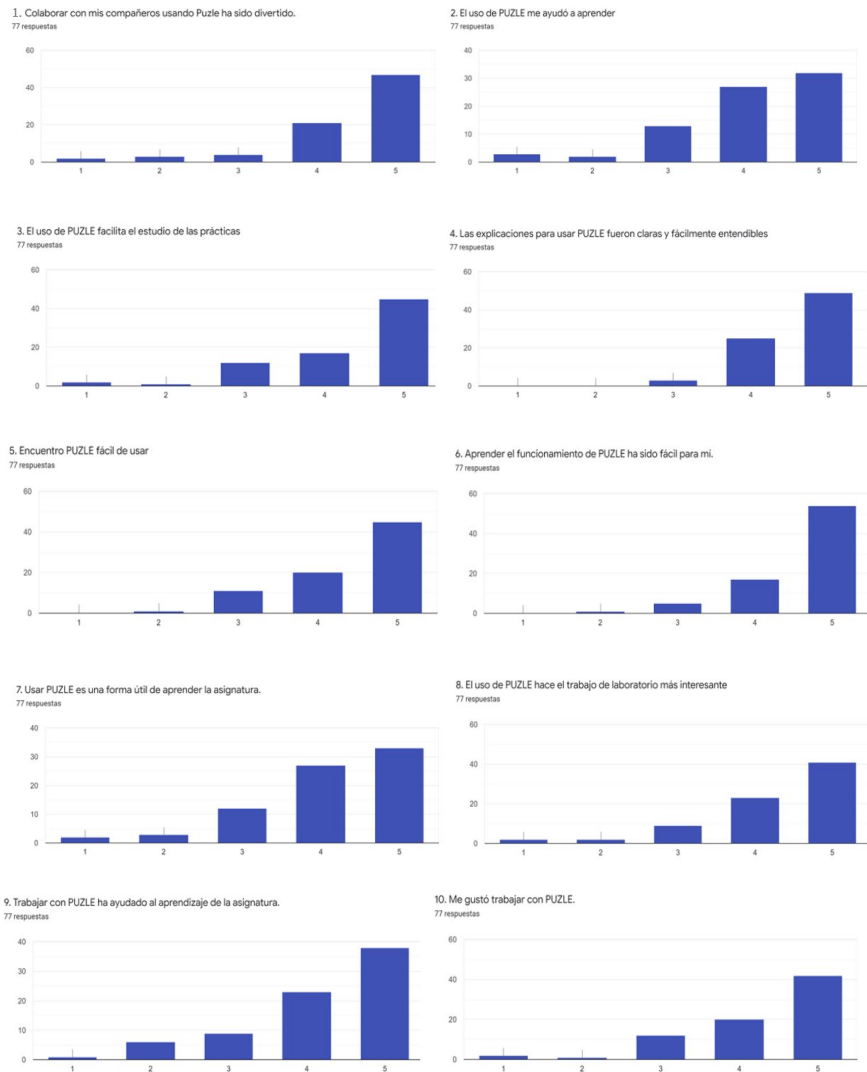 1. Colaborar con mis compañeros usando Puzle ha sido divertido.
77 respuestas
60
40
20
0
1 2 3 4 5
2. El uso de PUZLE me ayudó a aprender
77 respuestas
40
30
20
10
0
1 2 3 4 5
3. El uso de PUZLE facilita el estudio de las prácticas
77 respuestas
60
40
20
0
1 2 3 4 5
4. Las explicaciones para usar PUZLE fueron claras y fácilmente entendibles
77 respuestas
60
40
20
0
1 2 3 4 5
5. Encuentro PUZLE fácil de usar
77 respuestas
60
40
20
0
1 2 3 4 5
6. Aprender el funcionamiento de PUZLE ha sido fácil para mí.
77 respuestas
60
40
20
0
1 2 3 4 5
7. Usar PUZLE es una forma útil de aprender la asignatura.
77 respuestas
40
30
20
10
0
1 2 3 4 5
8. El uso de PUZLE hace el trabajo de laboratorio más interesante
77 respuestas
60
40
20
0
1 2 3 4 5
9. Trabajar con PUZLE ha ayudado al aprendizaje de la asignatura.
77 respuestas
40
30
20
10
0
1 2 3 4 5
10. Me gustó trabajar con PUZLE.
77 respuestas
60
40
20
0
1 2 3 4 5